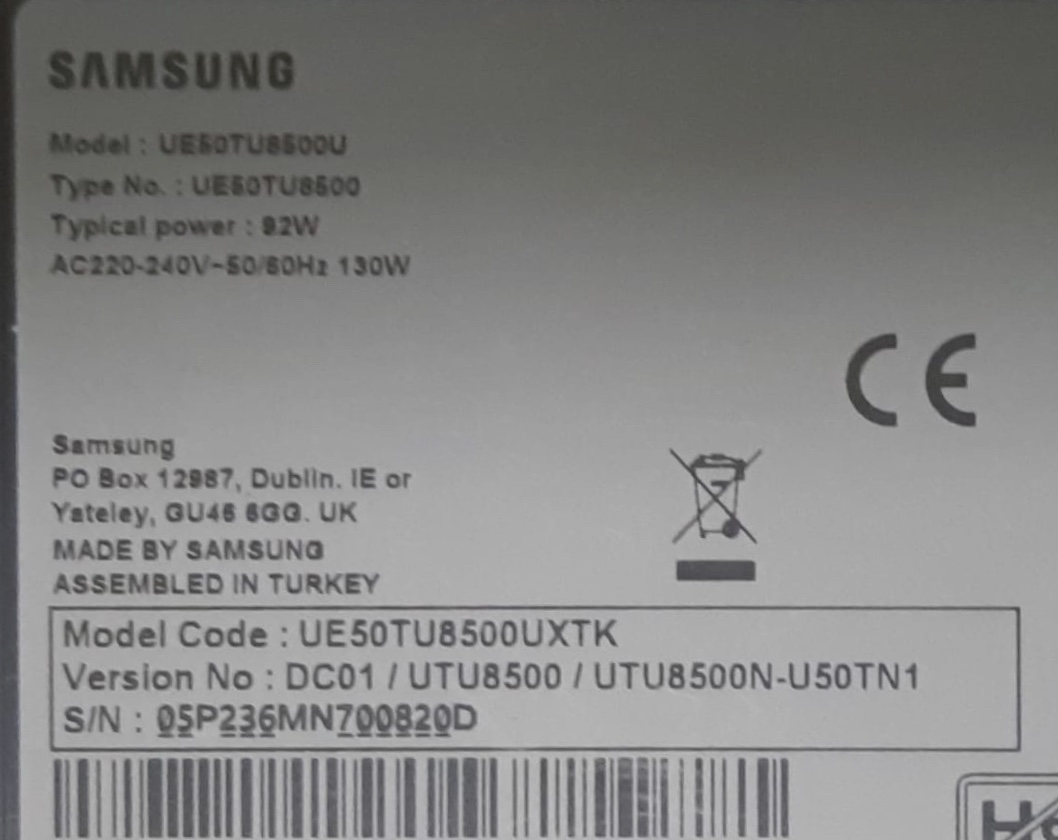 SAMSUNG
Model : UE50TU8500U
Type No. : UE50TU8500
Typical power : 92W
AC220-240V~50/60Hz 130W
CE
Samsung
PO Box 12987, Dublin. IE or
Yateley, GU46 6GG. UK
MADE BY SAMSUNG
ASSEMBLED IN TURKEY
Model Code : UE50TU8500UXTK
Version No : DC01 / UTU8500 / UTU8500N-U50TN1
S/N : 05P236MN700820D